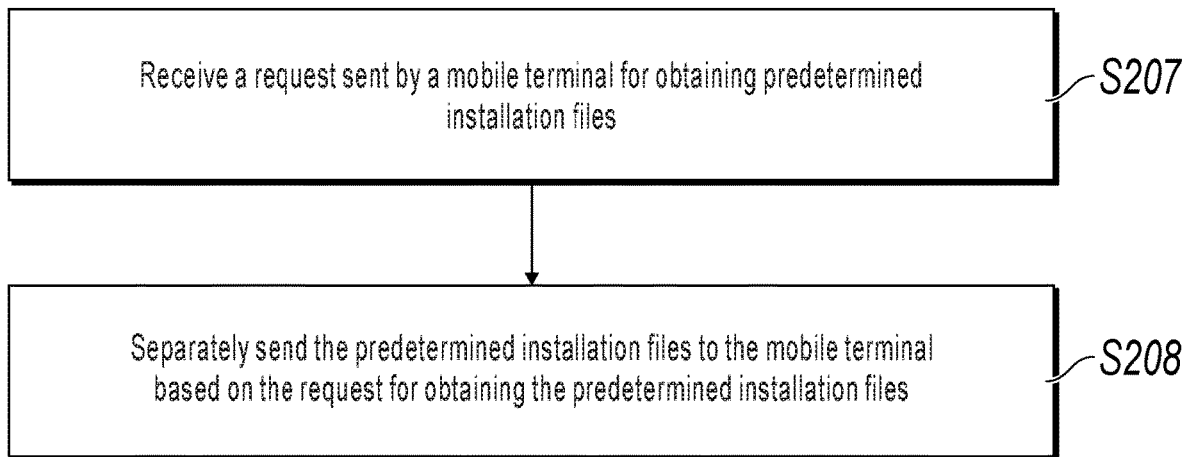 Receive a request sent by a mobile terminal for obtaining predetermined
installation files
S207
Separately send the predetermined installation files to the mobile terminal
based on the request for obtaining the predetermined installation files
S208